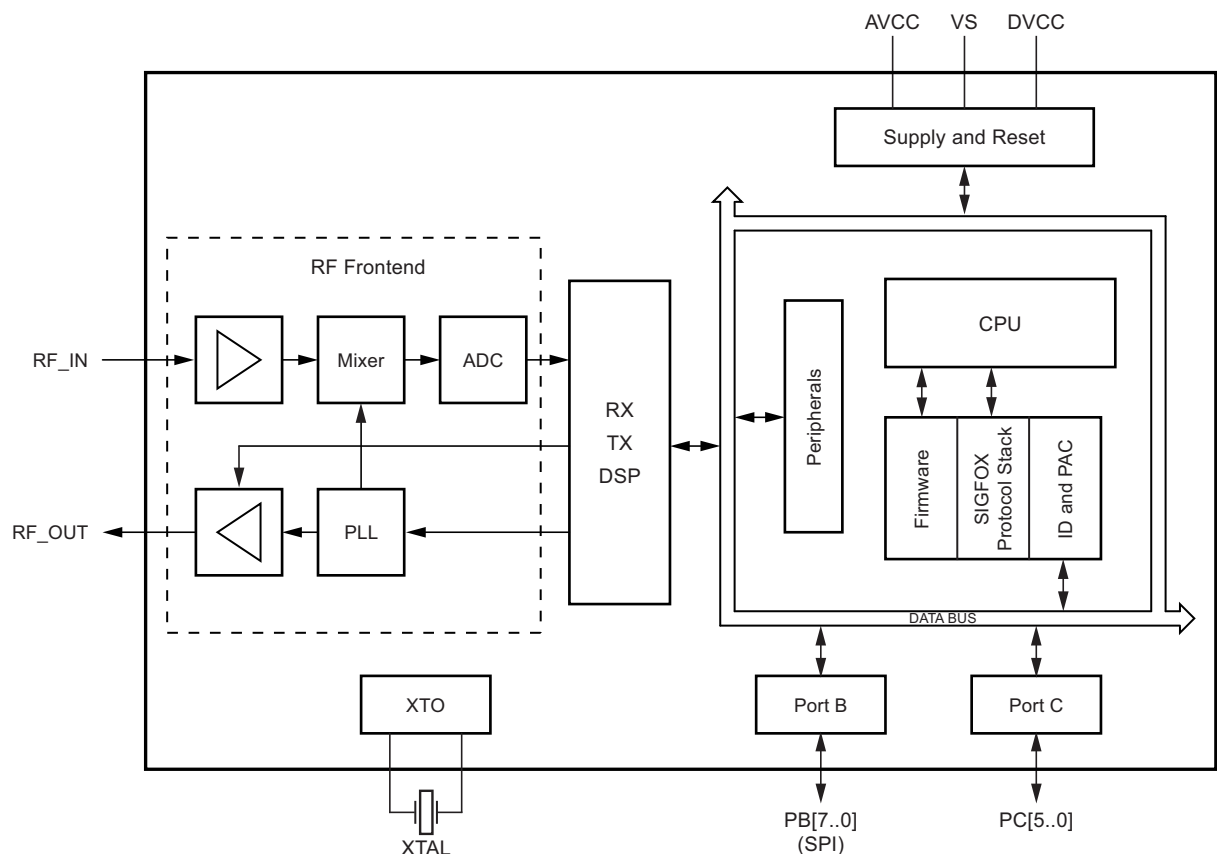 AVCC VS DVCC
Supply and Reset
RF Frontend
RF_IN
Mixer
ADC
RX
TX
DSP
Peripherals
CPU
Firmware
SIGFOX
Protocol Stack
ID and PAC
RF_OUT
PLL
DATA BUS
XTO
Port B
Port C
XTAL
PB[7..0]
(SPI)
PC[5..0]